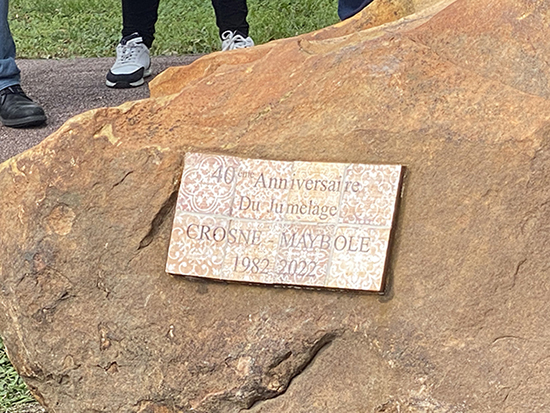 40ème Anniversaire
Du Jumelage
CROSNE - MAYBOLE
1982-2022